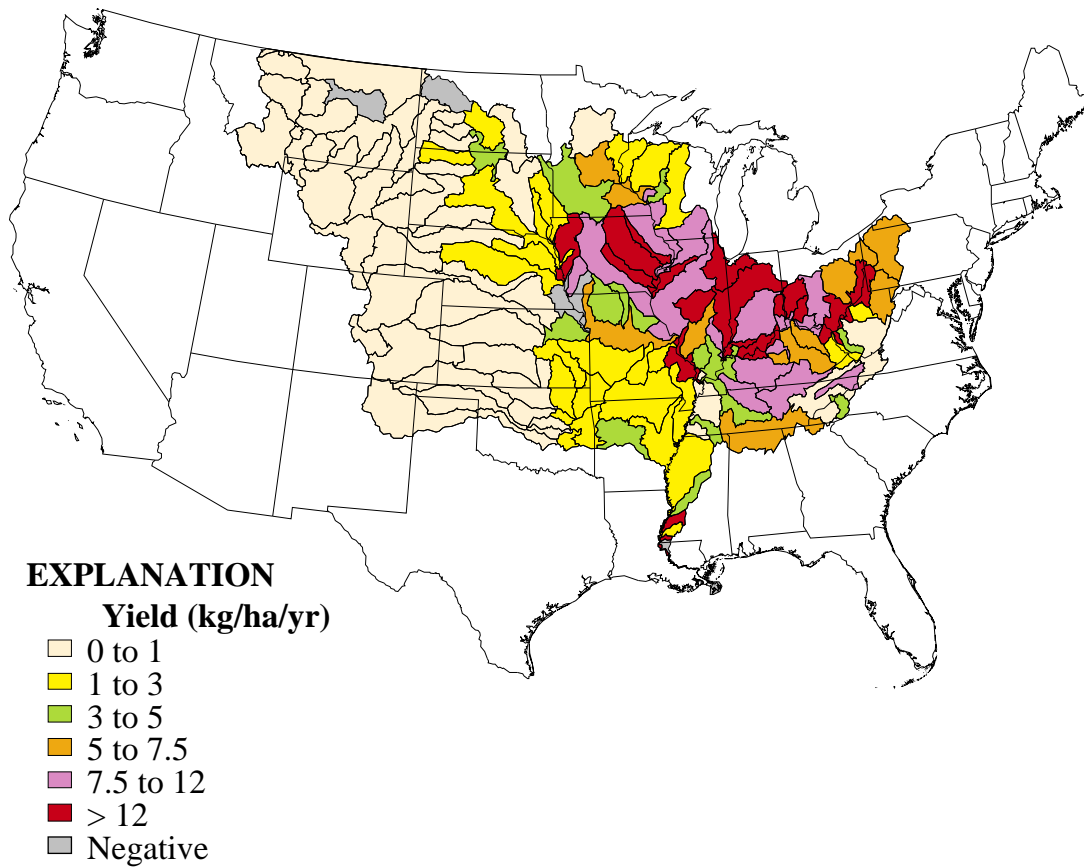 EXPLANATION
Yield (kg/ha/yr)
0 to 1
1 to 3
3 to 5
5 to 7.5
7.5 to 12
> 12
Negative